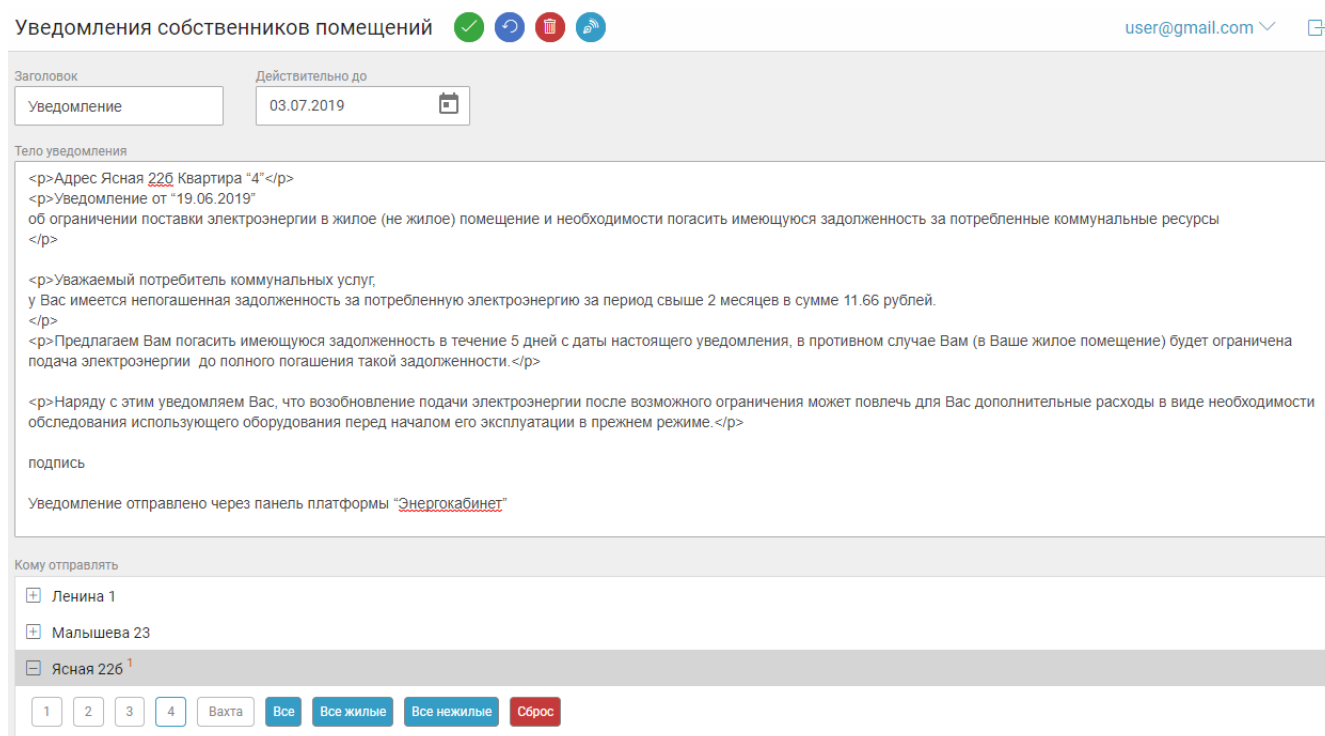 Уведомления собственников помещений
user@gmail.com
Заголовок Действительно до
Уведомление 03.07.2019
Тело уведомления
<p>Адрес Ясная 22б Квартира “4”</p>
<p>Уведомление от “19.06.2019”
об ограничении поставки электроэнергии в жилое (не жилое) помещение и необходимости погасить имеющуюся задолженность за потребленные коммунальные ресурсы
</p>
<p>Уважаемый потребитель коммунальных услуг,
у Вас имеется непогашенная задолженность за потребленную электроэнергию за период свыше 2 месяцев в сумме 11.66 рублей.
</p>
<p>Предлагаем Вам погасить имеющуюся задолженность в течение 5 дней с даты настоящего уведомления, в противном случае Вам (в Ваше жилое помещение) будет ограничена
подача электроэнергии  до полного погашения такой задолженности.</p>
<p>Наряду с этим уведомляем Вас, что возобновление подачи электроэнергии после возможного ограничения может повлечь для Вас дополнительные расходы в виде необходимости
обследования использующего оборудования перед началом его эксплуатации в прежнем режиме.</p>
подпись
Уведомление отправлено через панель платформы “Энергокабинет”
Кому отправлять
Ленина 1
Малышева 23
Ясная 22б 1
1 2 3 4 Вахта Все Все жилые Все нежилые Сброс